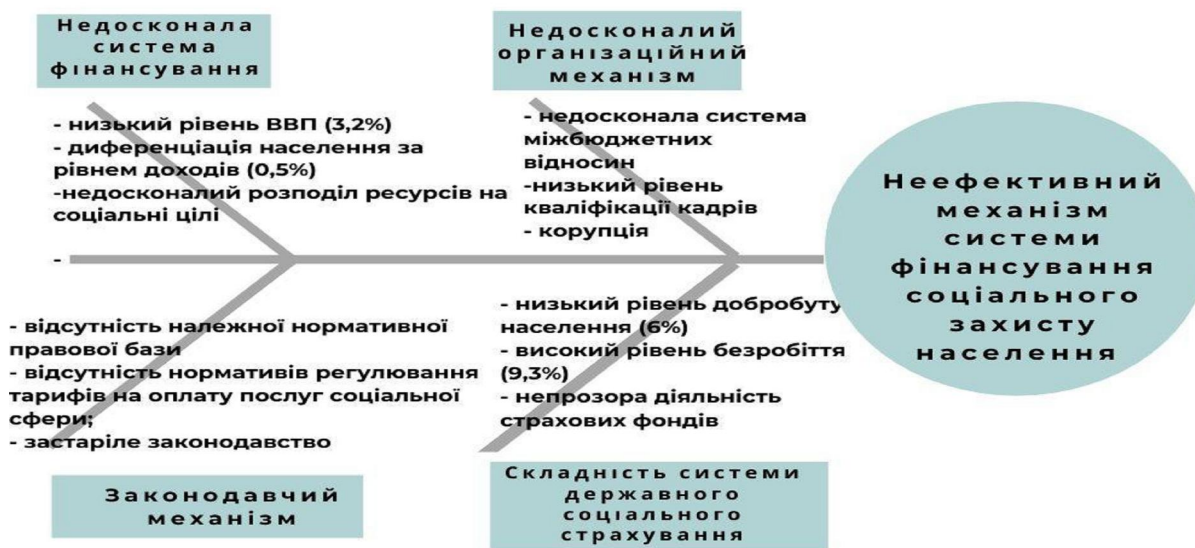 Недосконала
система
фінансування
Недосконалий
організаційний
механізм
- низький рівень ВВП (3,2%)
- диференціація населення за
рівнем доходів (0,5%)
-недосконалий розподіл ресурсів на
соціальні цілі
-
- недосконала система
міжбюджетних
відносин
-низький рівень
кваліфікації кадрів
- корупція
Неефективний
механізм
системи
фінансування
соціального
захисту
населення
- відсутність належної нормативної
правової бази
- відсутність нормативів регулювання
тарифів на оплату послуг соціальної
сфери;
- застаріле законодавство
- низький рівень добробуту
населення (6%)
- високий рівень безробіття
(9,3%)
- непрозора діяльність
страхових фондів
Законодавчий
механізм
Складність системи
державного
соціального
страхування